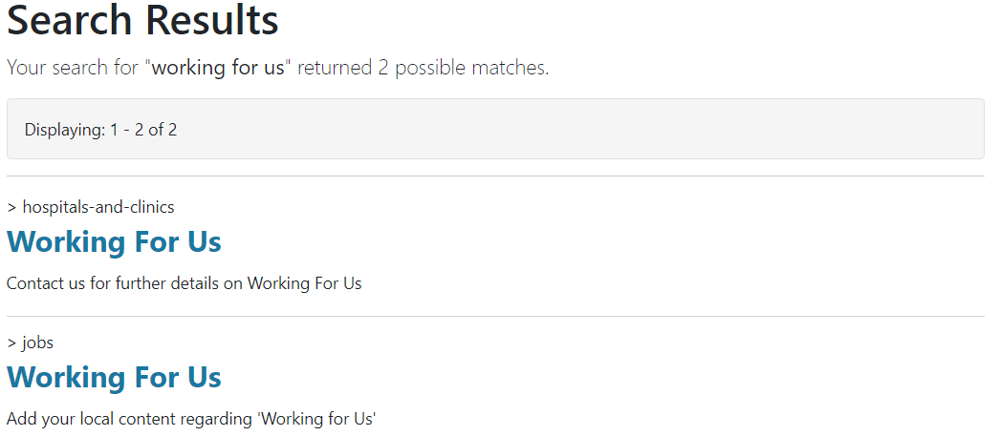 Search Results
Your search for "working for us" returned 2 possible matches.
Displaying: 1 - 2 of 2
> hospitals-and-clinics
Working For Us
Contact us for further details on Working For Us
> jobs
Working For Us
Add your local content regarding 'Working for Us'